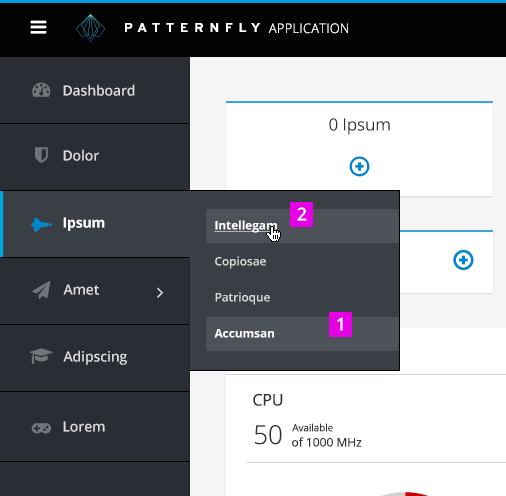 PATTERNFLY APPLICATION
Dashboard
Dolor
Ipsum
Amet
Adipscing
Lorem
Intellegam
2
Copiosae
Patrioque
Accumsan
1
0 Ipsum
CPU
50 Available
of 1000 MHz